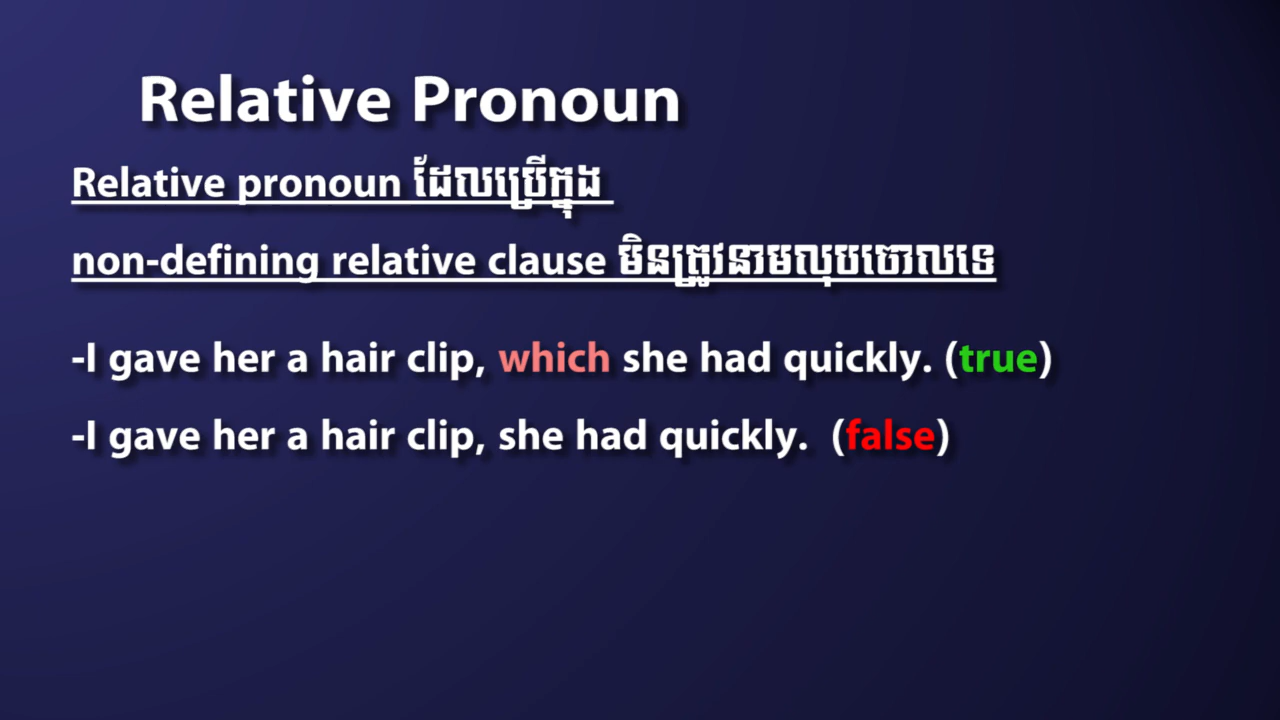 Relative Pronoun
Relative pronoun ដែលប្រើក្នុង
non-defining relative clause មិនត្រូវនាមលុបចោលទេ
-I gave her a hair clip, which she had quickly. (true)
-I gave her a hair clip, she had quickly. (false)